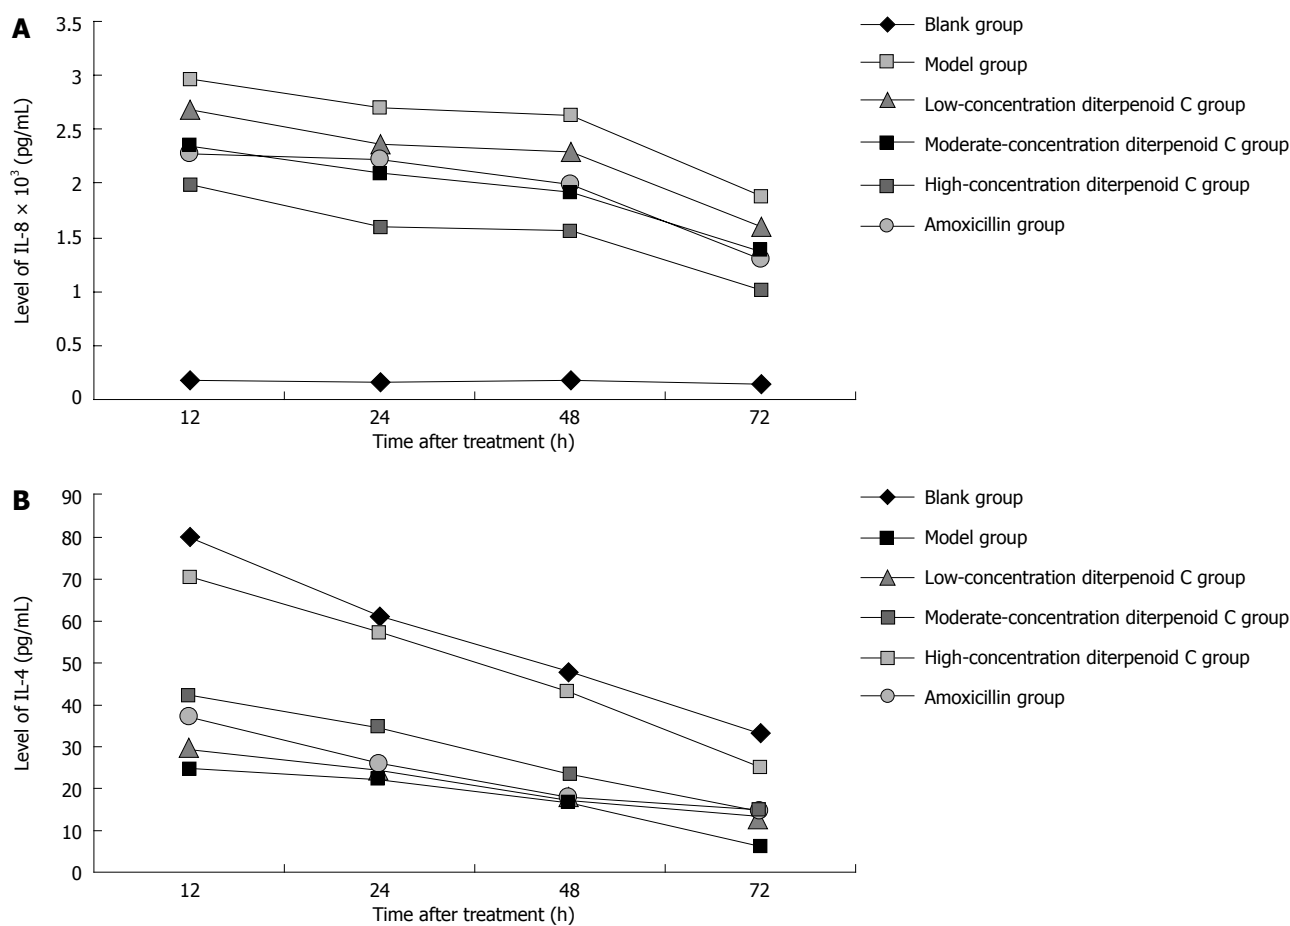 A
3.5
3
2.5
2
1.5
1
0.5
0
Level of IL-8 × 10³ (pg/mL)
12 24 48 72
Time after treatment (h)
Blank group
Model group
Low-concentration diterpenoid C group
Moderate-concentration diterpenoid C group
High-concentration diterpenoid C group
Amoxicillin group
B
90
80
70
60
50
40
30
20
10
0
Level of IL-4 (pg/mL)
12 24 48 72
Time after treatment (h)
Blank group
Model group
Low-concentration diterpenoid C group
Moderate-concentration diterpenoid C group
High-concentration diterpenoid C group
Amoxicillin group